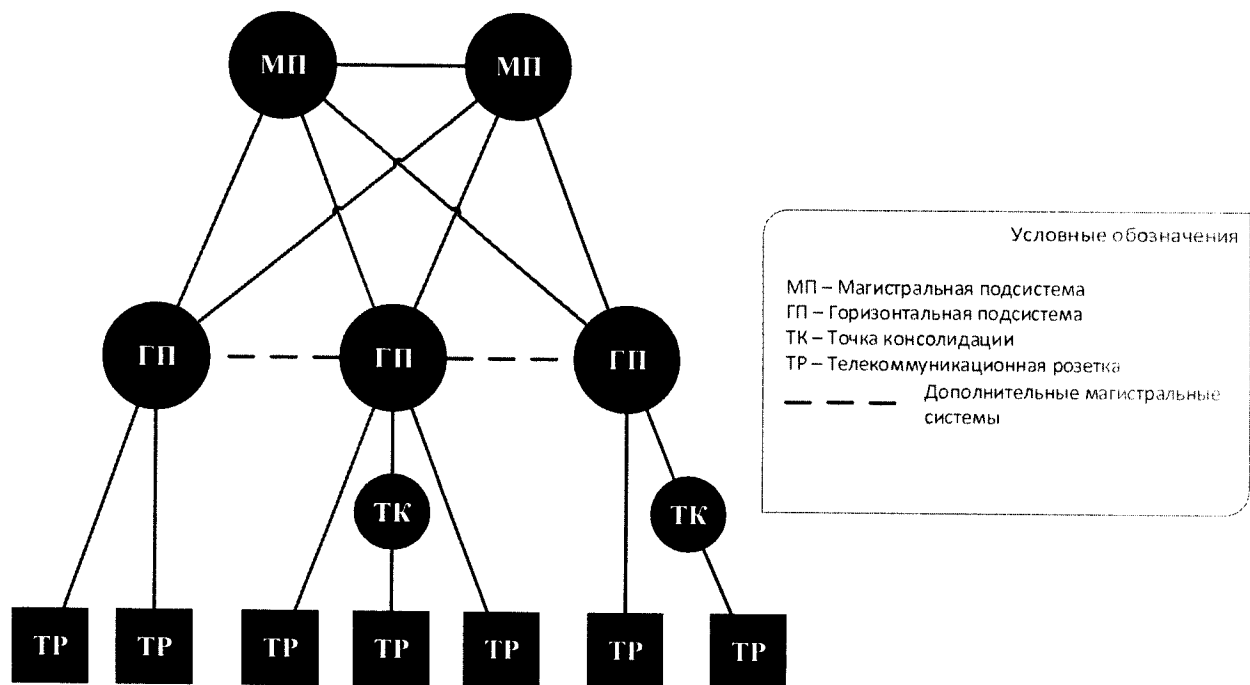 МП МП
ГП ГП ГП
ТК ТК
ТР ТР ТР ТР ТР ТР ТР
Условные обозначения
МП – Магистральная подсистема
ГП – Горизонтальная подсистема
ТК – Точка консолидации
ТР – Телекоммуникационная розетка
Дополнительные магистральные
системы